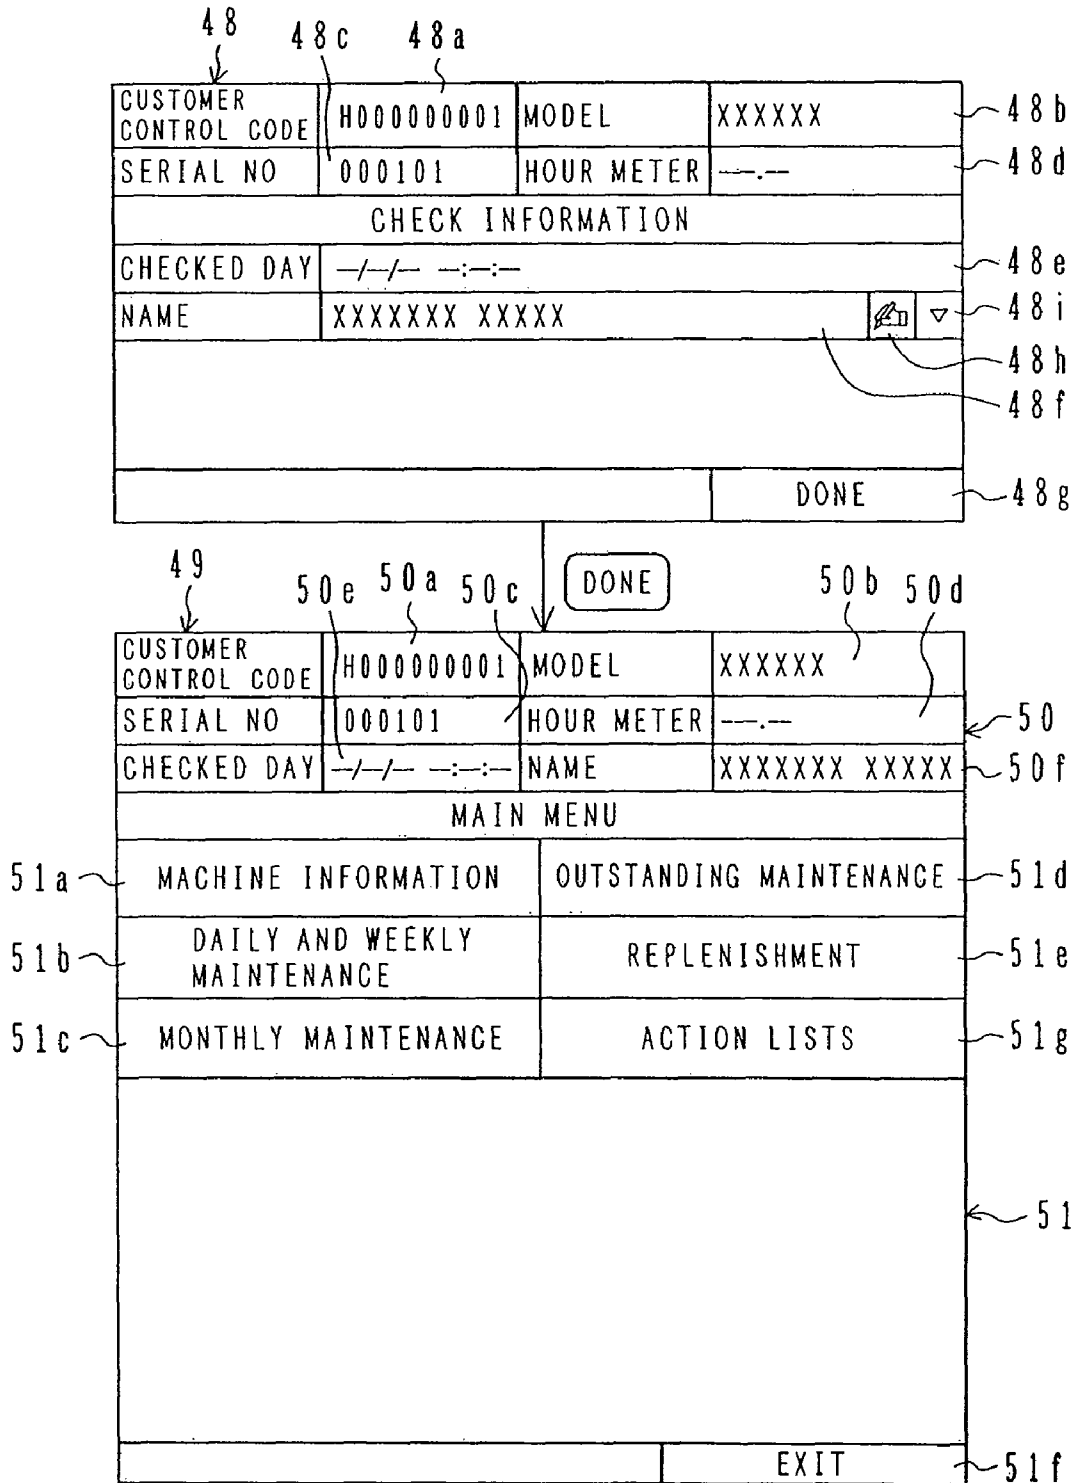 48 48c 48a
CUSTOMER
CONTROL CODE H000000001 MODEL XXXXXX 48b
SERIAL NO 000101 HOUR METER ---.-- 48d
CHECK INFORMATION
CHECKED DAY --/--/-- --:--:-- 48e
NAME XXXXXXX XXXXX ▽ 48i
48h
48f
DONE 48g
49 50e 50a 50c DONE 50b 50d
CUSTOMER
CONTROL CODE H000000001 MODEL XXXXXX
SERIAL NO 000101 HOUR METER ---.-- 50
CHECKED DAY --/--/-- --:--:-- NAME XXXXXXX XXXXX 50f
MAIN MENU
51a MACHINE INFORMATION OUTSTANDING MAINTENANCE 51d
51b DAILY AND WEEKLY
MAINTENANCE REPLENISHMENT 51e
51c MONTHLY MAINTENANCE ACTION LISTS 51g
51
EXIT 51f